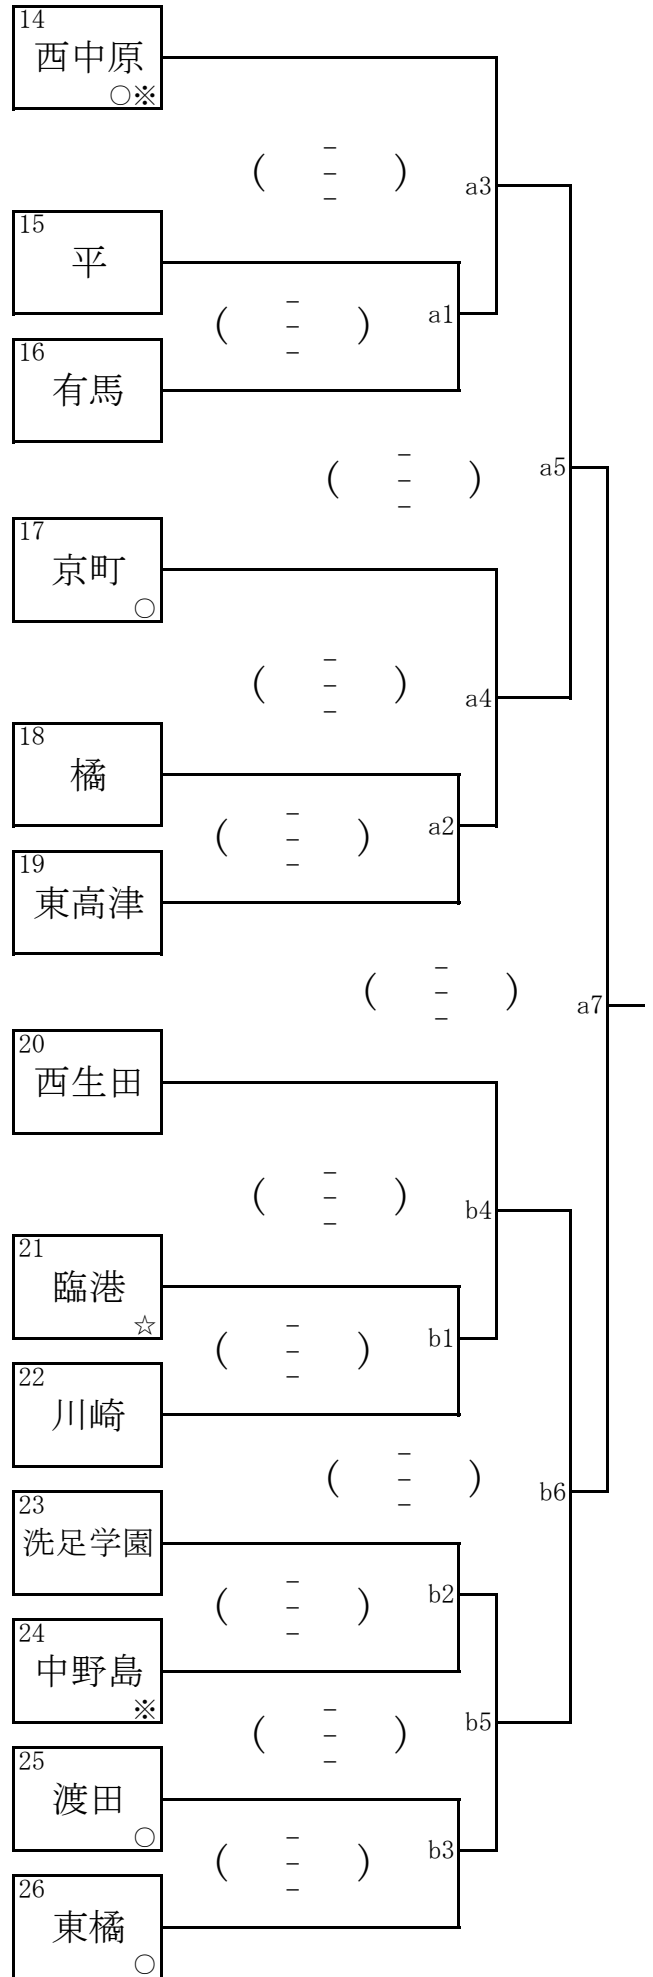 14
西中原
○※
-
( - ) a3
-
15
平
-
( - ) a1
-
16
有馬
-
( - ) a5
-
17
京町
○
-
( - ) a4
-
18
橘
-
( - ) a2
-
19
東高津
-
( - ) a7
-
20
西生田
-
( - ) b4
-
21
臨港
☆
-
( - ) b1
-
22
川崎
-
( - ) b6
-
23
洗足学園
-
( - ) b2
-
24
中野島
※
-
( - ) b5
-
25
渡田
○
-
( - ) b3
-
26
東橘
○